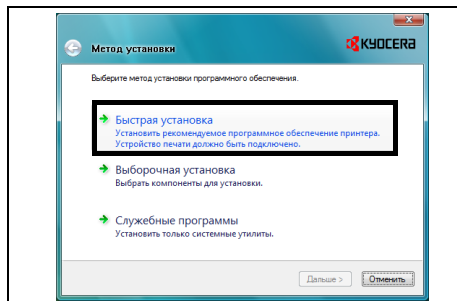 Метод установки
KYOCERA
Выберите метод установки программного обеспечения.
Быстрая установка
Установить рекомендуемое программное обеспечение принтера.
Устройство печати должно быть подключено.
Выборочная установка
Выбрать компоненты для установки.
Служебные программы
Установить только системные утилиты.
Дальше >
Отменить